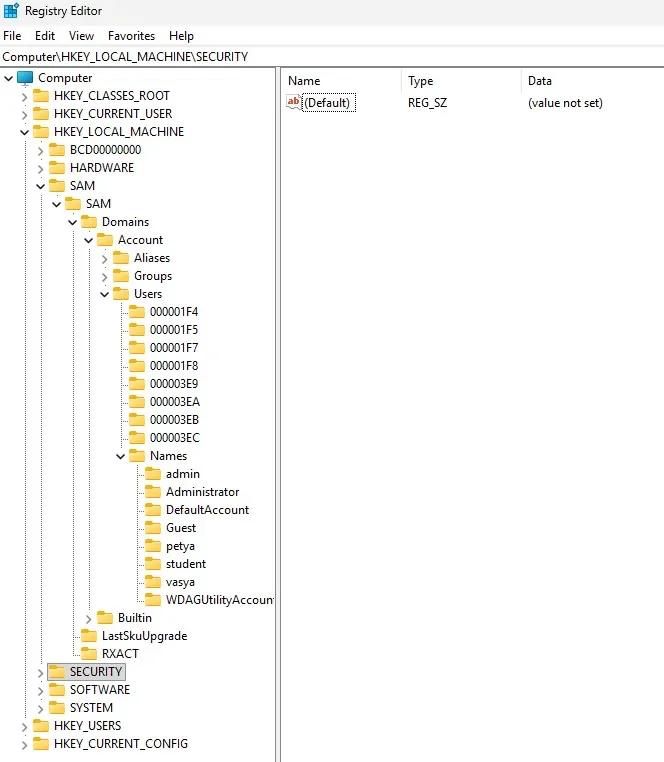 Registry Editor
File Edit View Favorites Help
Computer\HKEY_LOCAL_MACHINE\SECURITY
Computer
HKEY_CLASSES_ROOT
HKEY_CURRENT_USER
HKEY_LOCAL_MACHINE
BCD00000000
HARDWARE
SAM
SAM
Domains
Account
Aliases
Groups
Users
000001F4
000001F5
000001F7
000001F8
000003E9
000003EA
000003EB
000003EC
Names
admin
Administrator
DefaultAccount
Guest
petya
student
vasya
WDAGUtilityAccoun
Builtin
LastSkuUpgrade
RXACT
SECURITY
SOFTWARE
SYSTEM
HKEY_USERS
HKEY_CURRENT_CONFIG
Name Type Data
ab (Default) REG_SZ (value not set)